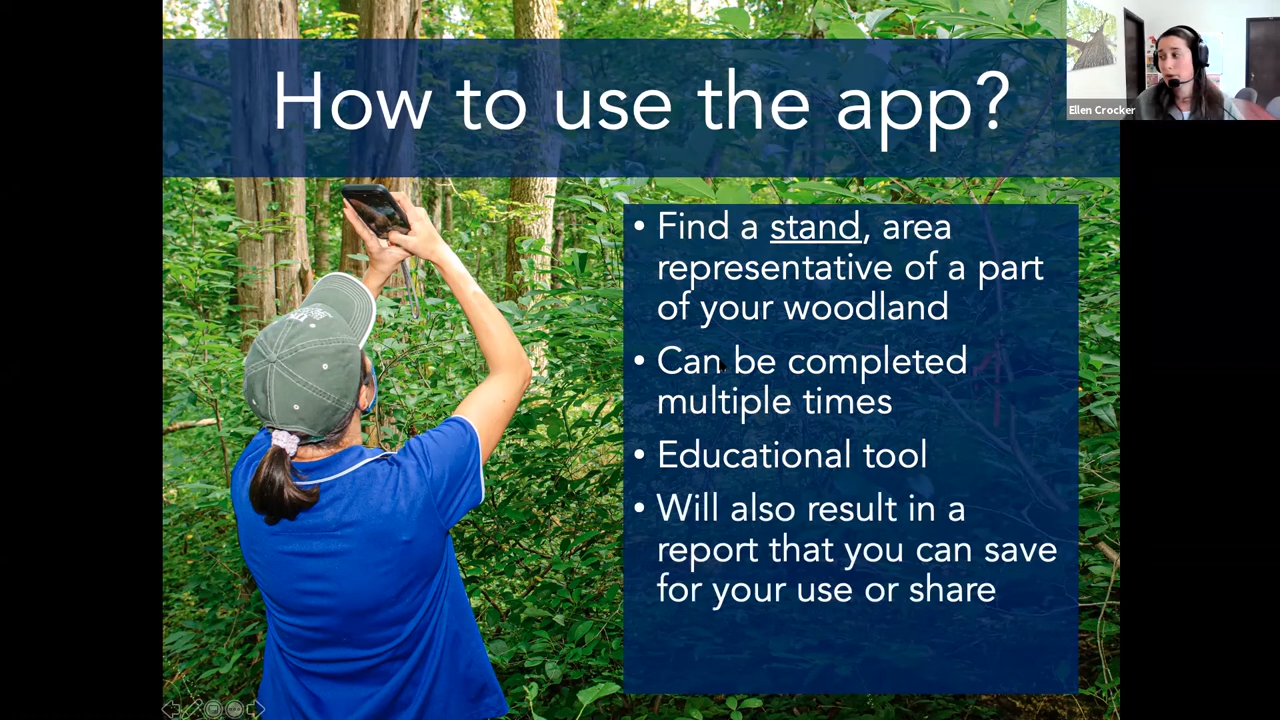 How to use the app?
Ellen Crocker
• Find a stand, area
representative of a part
of your woodland
• Can be completed
multiple times
• Educational tool
• Will also result in a
report that you can save
for your use or share